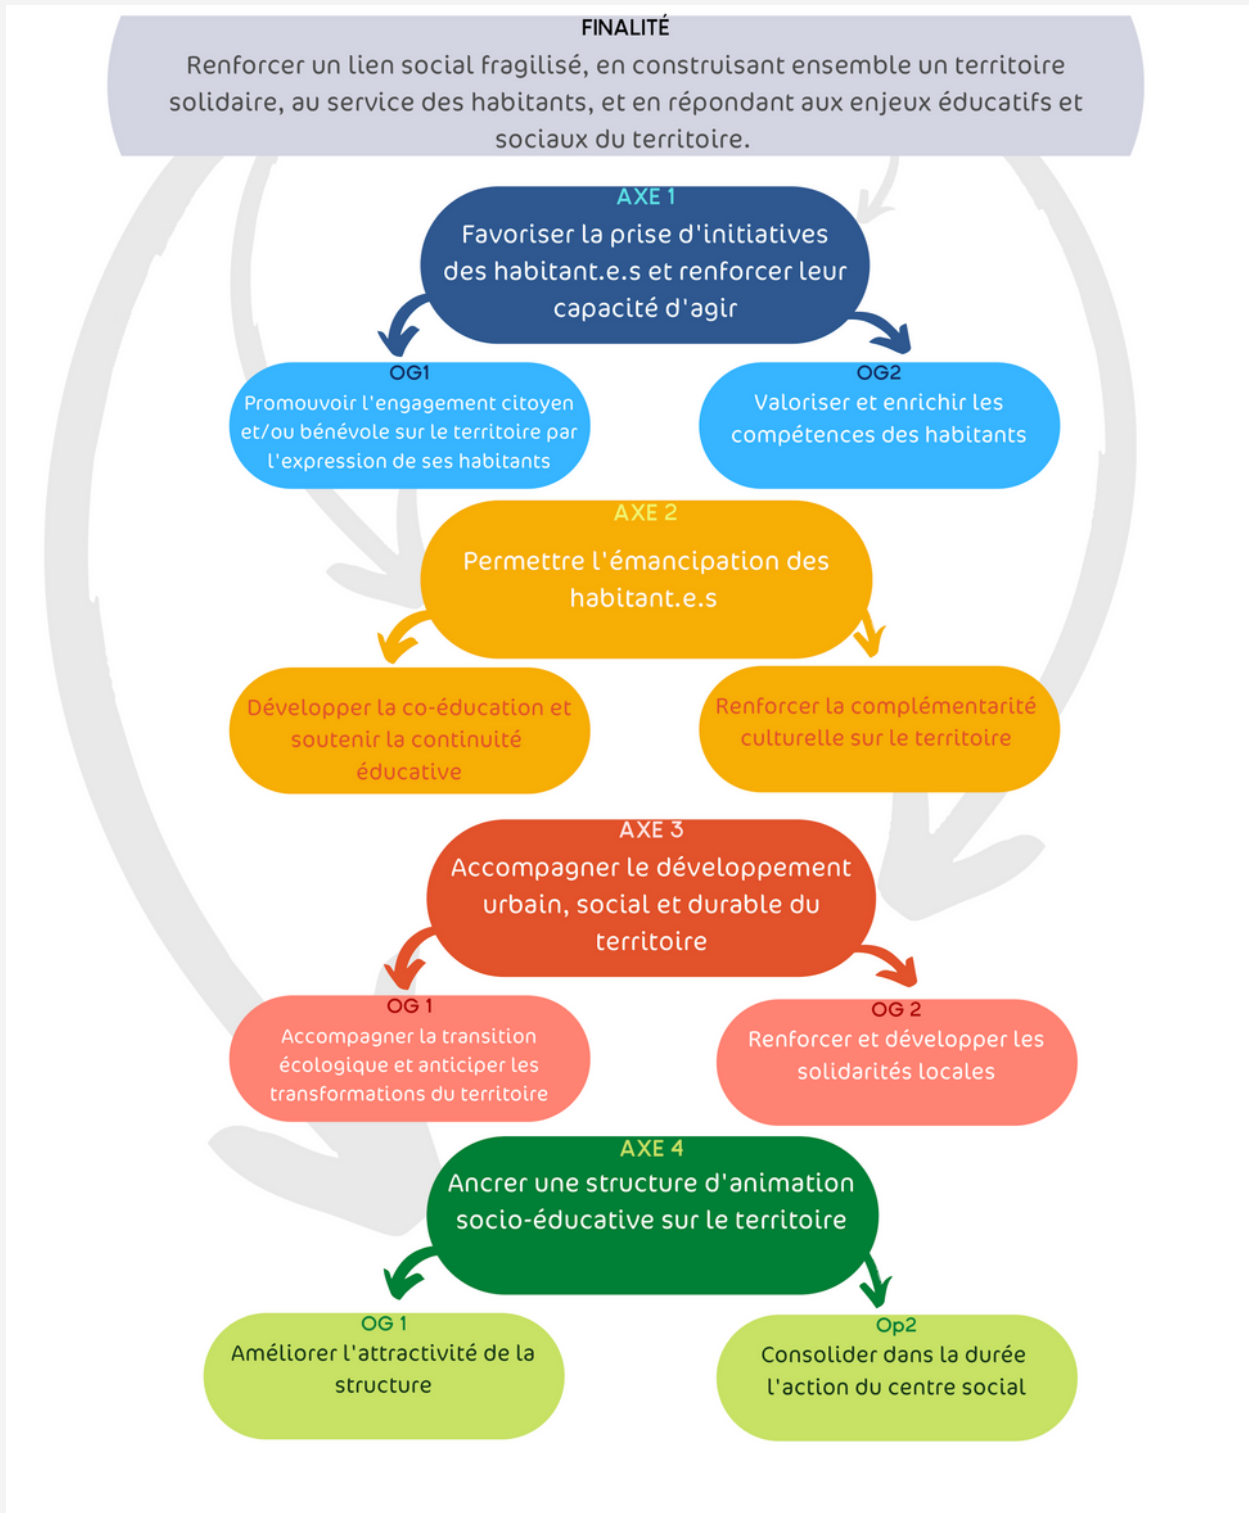 FINALITÉ
Renforcer un lien social fragilisé, en construisant ensemble un territoire
solidaire, au service des habitants, et en répondant aux enjeux éducatifs et
sociaux du territoire.
AXE 1
Favoriser la prise d'initiatives
des habitant.e.s et renforcer leur
capacité d'agir
OG1
Promouvoir l'engagement citoyen
et/ou bénévole sur le territoire par
l'expression de ses habitants
OG2
Valoriser et enrichir les
compétences des habitants
AXE 2
Permettre l'émancipation des
habitant.e.s
Développer la co-éducation et
soutenir la continuité
éducative
Renforcer la complémentarité
culturelle sur le territoire
AXE 3
Accompagner le développement
urbain, social et durable du
territoire
OG 1
Accompagner la transition
écologique et anticiper les
transformations du territoire
OG 2
Renforcer et développer les
solidarités locales
AXE 4
Ancrer une structure d'animation
socio-éducative sur le territoire
OG 1
Améliorer l'attractivité de la
structure
Op2
Consolider dans la durée
l'action du centre social